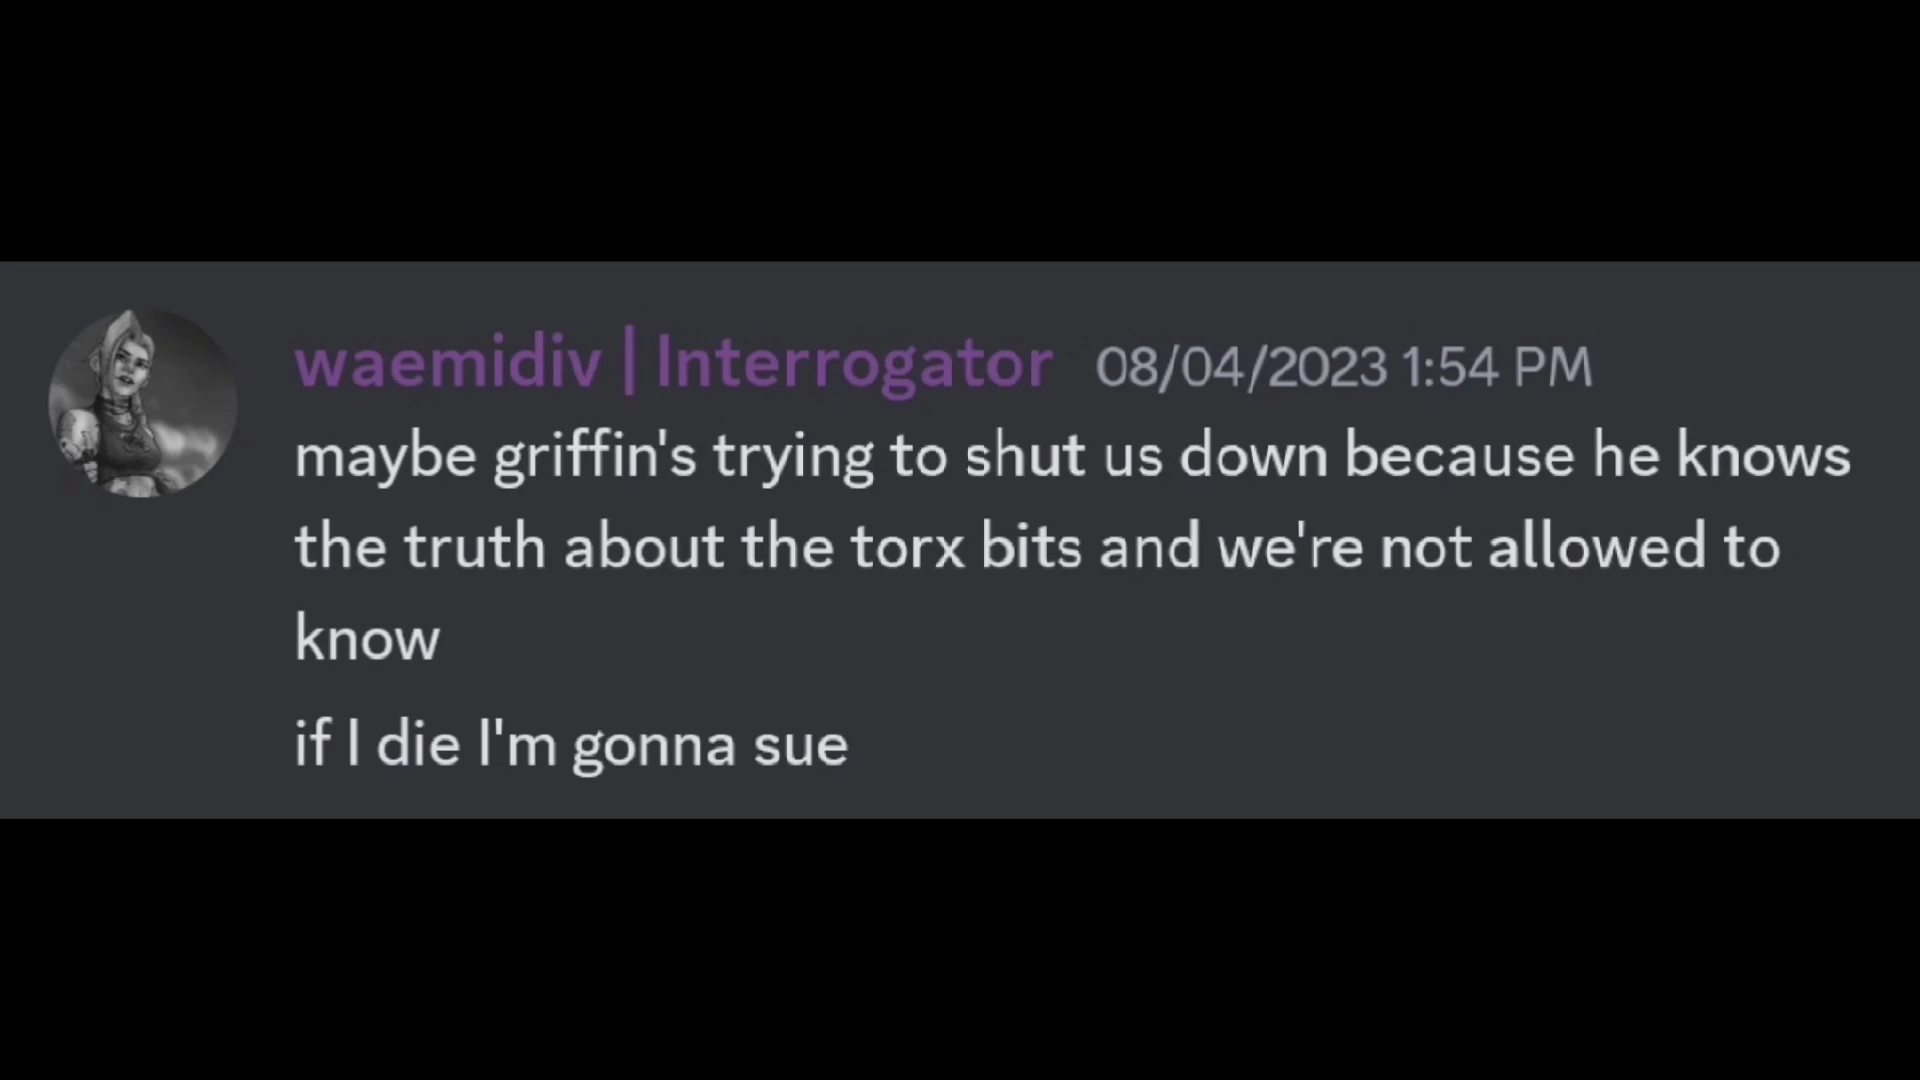 waemidiv | Interrogator 08/04/2023 1:54 PM
maybe griffin's trying to shut us down because he knows
the truth about the torx bits and we're not allowed to
know
if I die I'm gonna sue